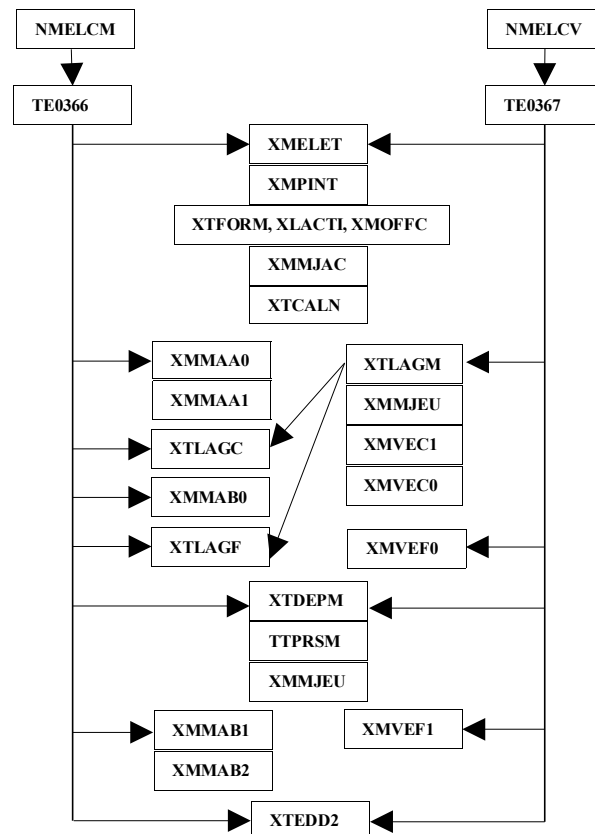 NMELCM
NMELCV
TE0366
TE0367
XMELET
XMPINT
XTFORM, XLACTI, XMOFFC
XMMJAC
XTCALN
XMMAA0
XTLAGM
XMMAA1
XMMJEU
XTLAGC
XMVEC1
XMMAB0
XMVEC0
XTLAGF
XMVEF0
XTDEPM
TTPRSM
XMMJEU
XMMAB1
XMVEF1
XMMAB2
XTEDD2